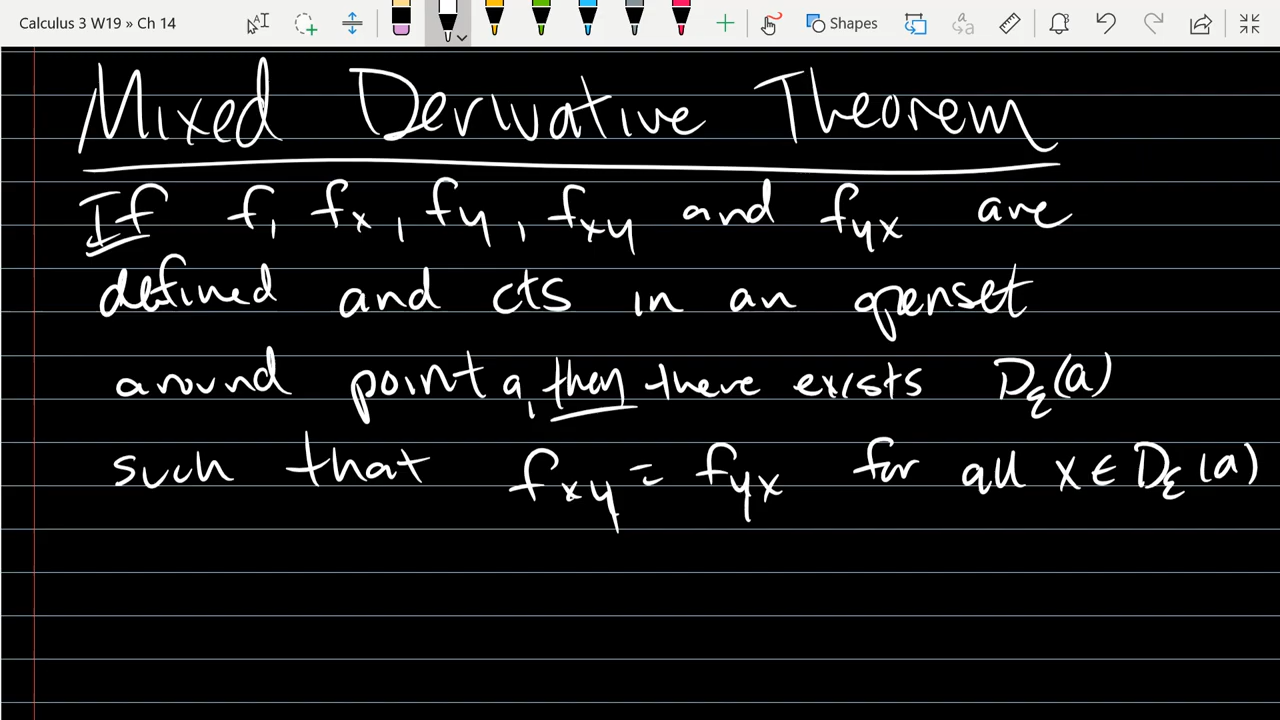 Calculus 3 W19 » Ch 14
Shapes
Mixed Derivative Theorem
If f, fx, fy, fxy and fyx are
defined and cts in an openset
around point a, then there exists Dε(a)
such that fxy = fyx for all x ∈ Dε(a)